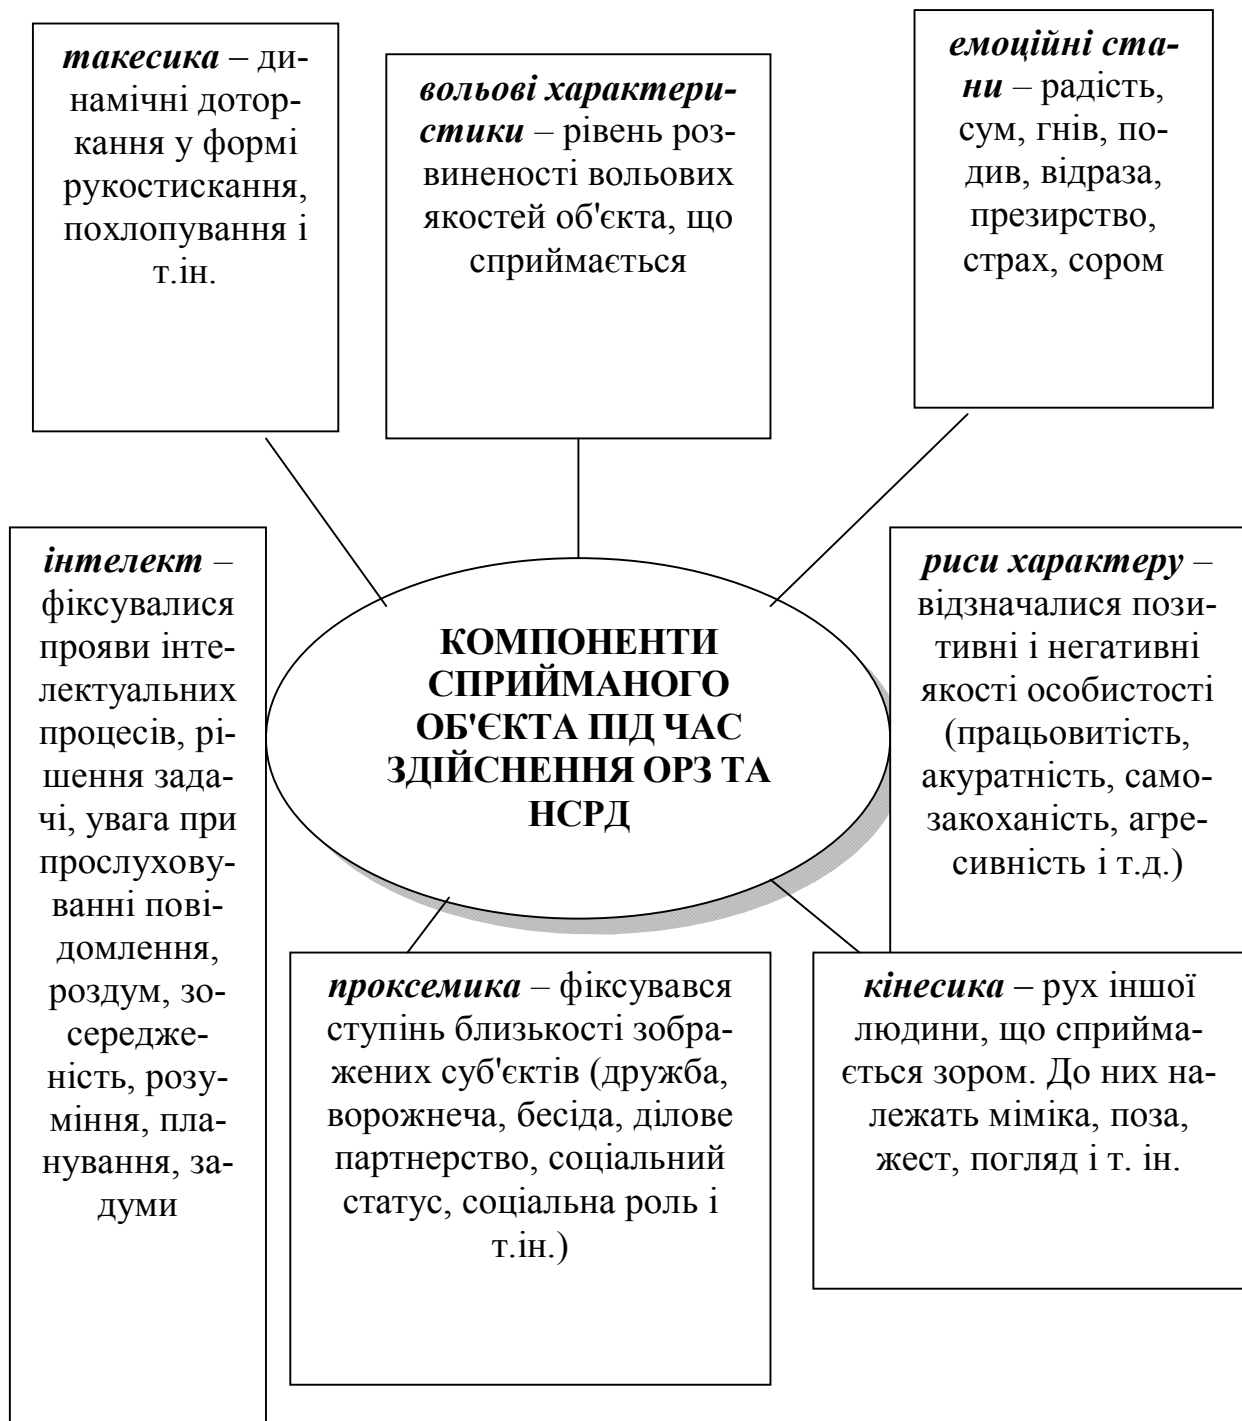 такесика – ди-
намічні дотор-
кання у формі
рукостискання,
похлопування і
т.ін.
вольові характери-
стики – рівень роз-
виненості вольових
якостей об'єкта, що
сприймається
емоційні ста-
ни – радість,
сум, гнів, по-
див, відраза,
презирство,
страх, сором
інтелект –
фіксувалися
прояви інте-
лектуальних
процесів, рі-
шення зада-
чі, увага при
прослухову-
ванні пові-
домлення,
роздум, зо-
середже-
ність, розу-
міння, пла-
нування, за-
думи
КОМПОНЕНТИ
СПРИЙМАНОГО
ОБ'ЄКТА ПІД ЧАС
ЗДІЙСНЕННЯ ОРЗ ТА
НСРД
риси характеру –
відзначалися пози-
тивні і негативні
якості особистості
(працьовитість,
акуратність, само-
закоханість, агре-
сивність і т.д.)
проксемика – фіксувався
ступінь близькості зобра-
жених суб'єктів (дружба,
ворожнеча, бесіда, ділове
партнерство, соціальний
статус, соціальна роль і
т.ін.)
кінесика – рух іншої
людини, що сприйма-
ється зором. До них на-
лежать міміка, поза,
жест, погляд і т. ін.